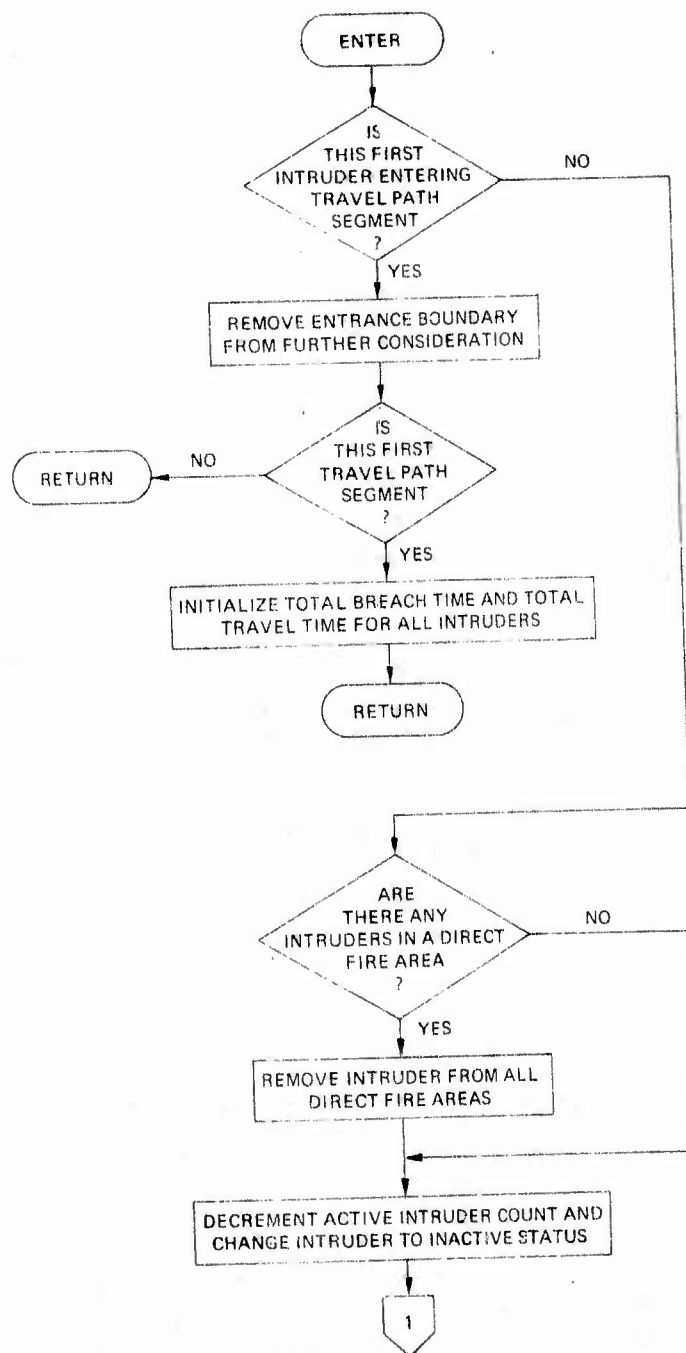 ENTER
IS
THIS FIRST
INTRUDER ENTERING
TRAVEL PATH
SEGMENT
?
NO
YES
REMOVE ENTRANCE BOUNDARY
FROM FURTHER CONSIDERATION
IS
THIS FIRST
TRAVEL PATH
SEGMENT
?
NO
RETURN
YES
INITIALIZE TOTAL BREACH TIME AND TOTAL
TRAVEL TIME FOR ALL INTRUDERS
RETURN
ARE
THERE ANY
INTRUDERS IN A DIRECT
FIRE AREA
?
NO
YES
REMOVE INTRUDER FROM ALL
DIRECT FIRE AREAS
DECREMENT ACTIVE INTRUDER COUNT AND
CHANGE INTRUDER TO INACTIVE STATUS
1